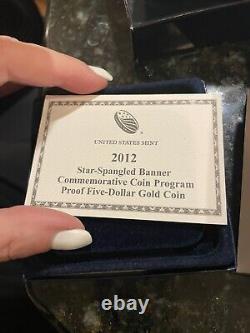 UNITED STATES MINT
2012
Star-Spangled Banner
Commemorative Coin Program
Proof Five-Dollar Gold Coin